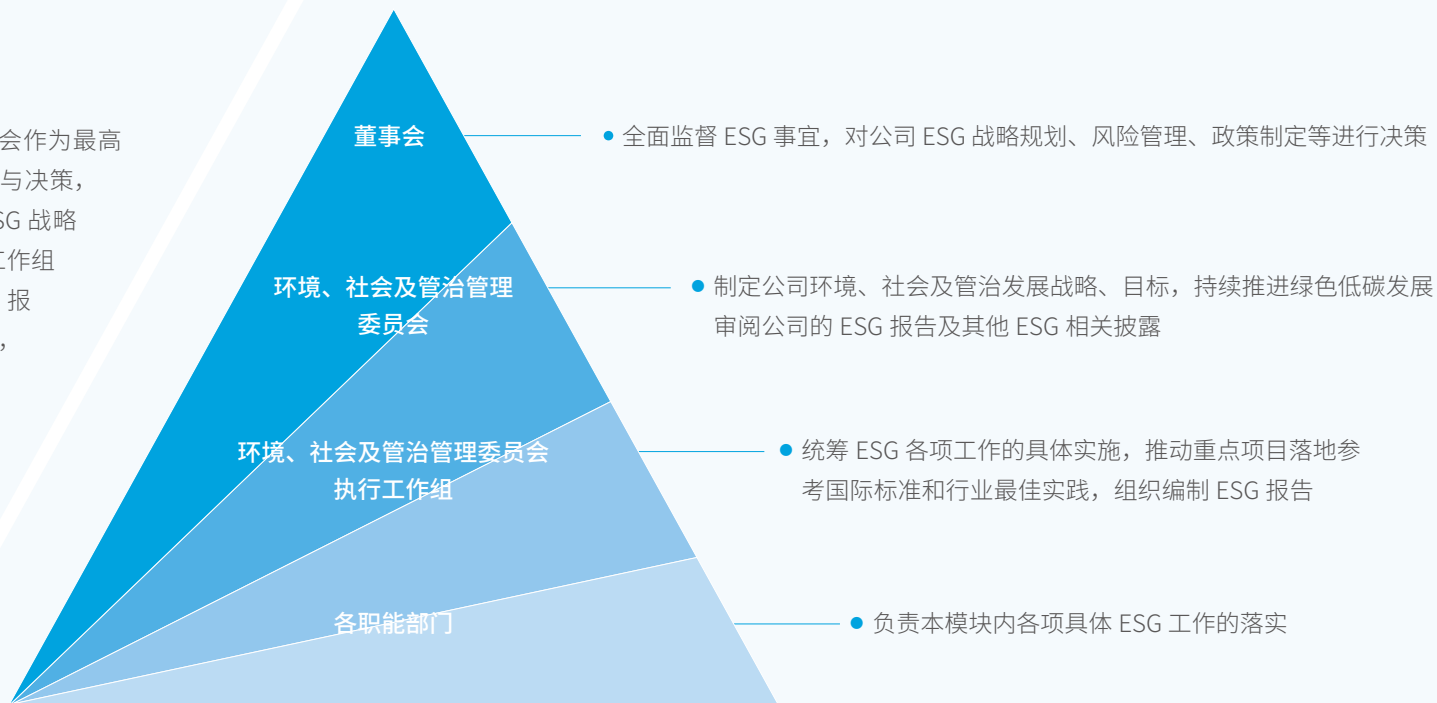 会作为最高
与决策，
SG 战略
工作组
报
，
董事会
全面监督 ESG 事宜，对公司 ESG 战略规划、风险管理、政策制定等进行决策
环境、社会及管治管理
委员会
制定公司环境、社会及管治发展战略、目标，持续推进绿色低碳发展
审阅公司的 ESG 报告及其他 ESG 相关披露
环境、社会及管治管理委员会
执行工作组
统筹 ESG 各项工作的具体实施，推动重点项目落地参
考国际标准和行业最佳实践，组织编制 ESG 报告
各职能部门
负责本模块内各项具体 ESG 工作的落实